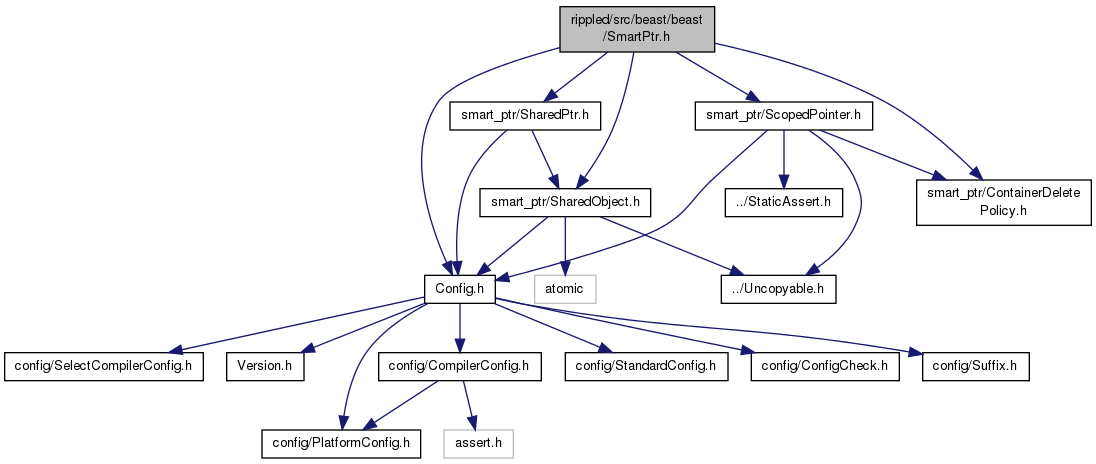 rippled/src/beast/beast
/SmartPtr.h
smart_ptr/SharedPtr.h
smart_ptr/ScopedPointer.h
smart_ptr/SharedObject.h
../StaticAssert.h
smart_ptr/ContainerDelete
Policy.h
Config.h
atomic
../Uncopyable.h
config/SelectCompilerConfig.h
Version.h
config/CompilerConfig.h
config/StandardConfig.h
config/ConfigCheck.h
config/Suffix.h
config/PlatformConfig.h
assert.h